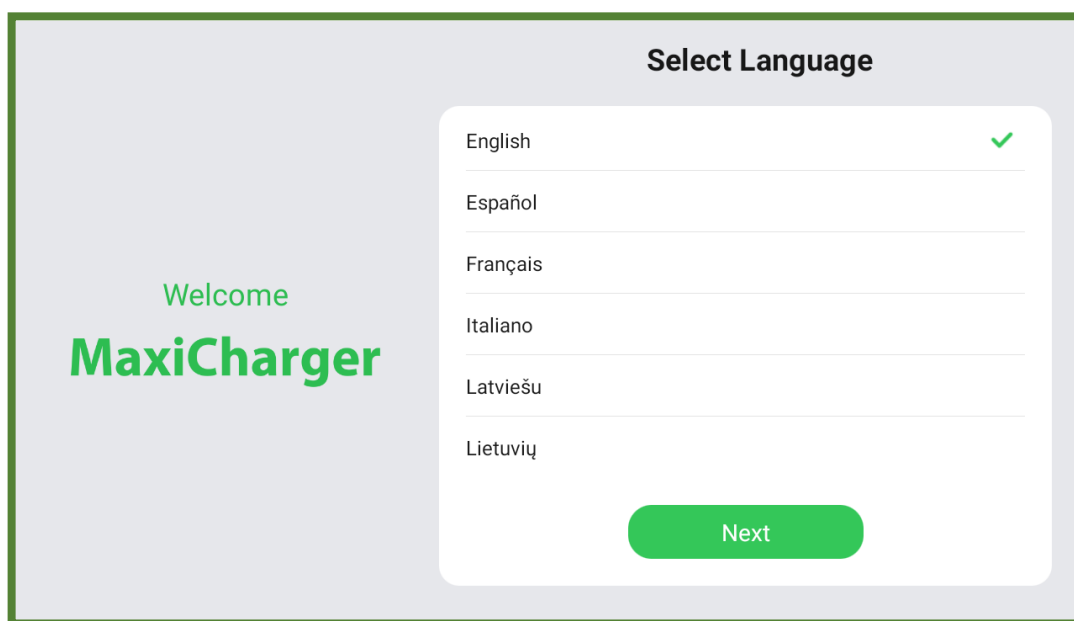 Select Language
English
Español
Français
Italiano
Latviešu
Lietuvių
Welcome
MaxiCharger
Next